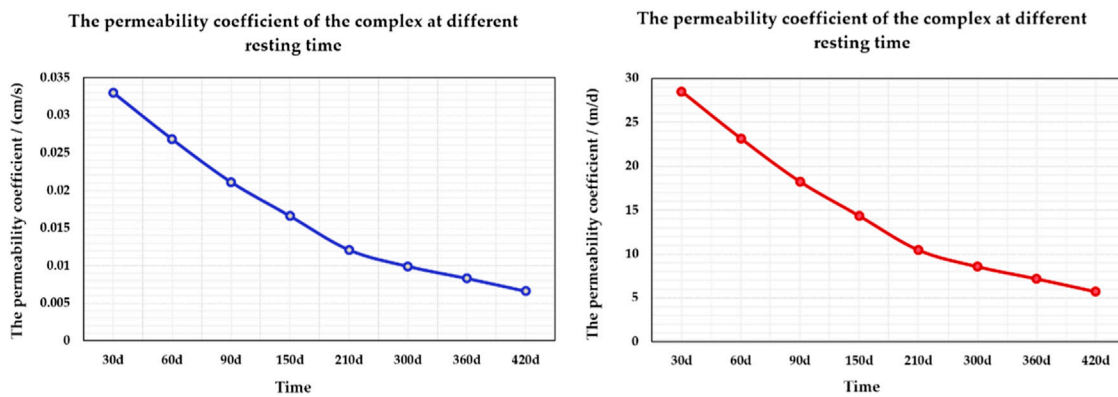 The permeability coefficient of the complex at different
resting time
The permeability coefficient / (cm/s)
0.035
0.03
0.025
0.02
0.015
0.01
0.005
0
30d 60d 90d 150d 210d 300d 360d 420d
Time
The permeability coefficient of the complex at different
resting time
The permeability coefficient / (m/d)
30
25
20
15
10
5
0
30d 60d 90d 150d 210d 300d 360d 420d
Time